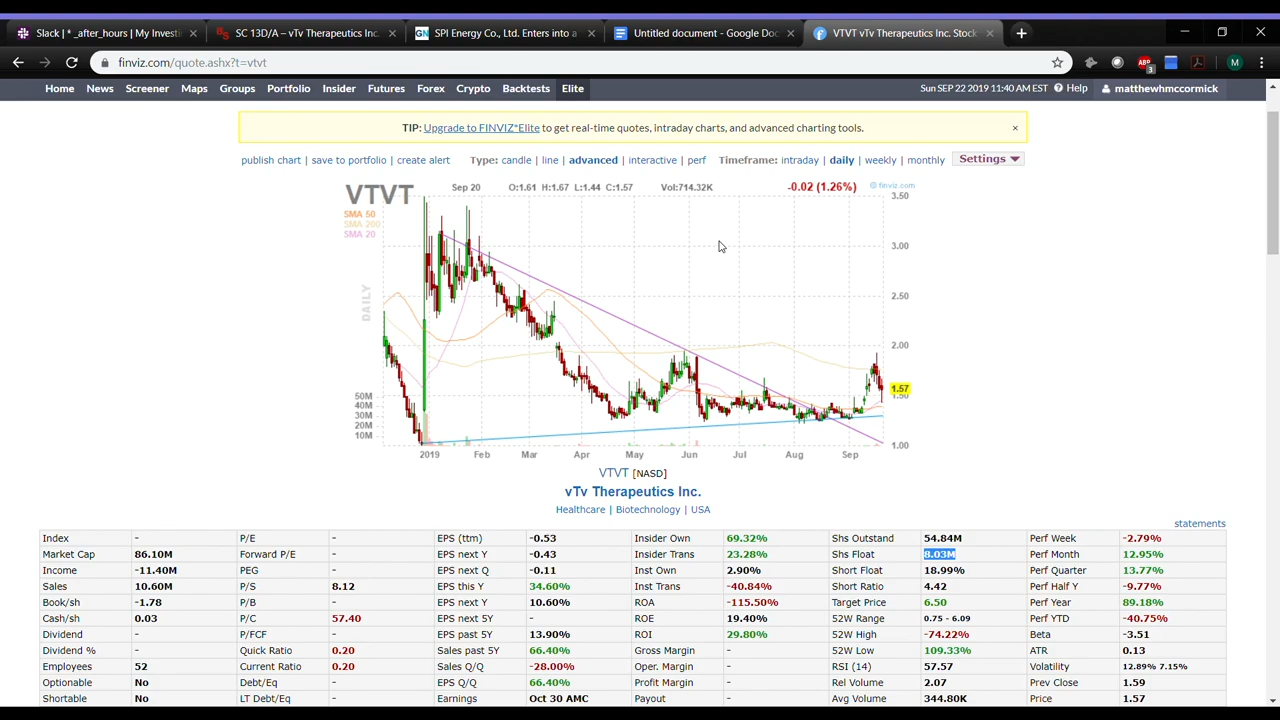 Slack | * _after_hours | My Investi
SC 13D/A – vTv Therapeutics Inc.
SPI Energy Co., Ltd. Enters into a
Untitled document - Google Doc
VTVT vTv Therapeutics Inc. Stock
finviz.com/quote.ashx?t=vtvt
ABP
3
M
Home News Screener Maps Groups Portfolio Insider Futures Forex Crypto Backtests Elite
Sun SEP 22 2019 11:40 AM EST Help matthewhmccormick
TIP: Upgrade to FINVIZ*Elite to get real-time quotes, intraday charts, and advanced charting tools. ×
publish chart | save to portfolio | create alert Type: candle | line | advanced | interactive | perf Timeframe: intraday | daily | weekly | monthly Settings
VTVT Sep 20 O:1.61 H:1.67 L:1.44 C:1.57 Vol:714.32K -0.02 (1.26%) © finviz.com
SMA 50
SMA 200
SMA 20
DAILY
3.50
3.00
2.50
2.00
1.57
1.50
1.00
50M
40M
30M
20M
10M
2019 Feb Mar Apr May Jun Jul Aug Sep
VTVT [NASD]
vTv Therapeutics Inc.
Healthcare | Biotechnology | USA
statements
Index - P/E - EPS (ttm) -0.53 Insider Own 69.32% Shs Outstand 54.84M Perf Week -2.79%
Market Cap 86.10M Forward P/E - EPS next Y -0.43 Insider Trans 23.28% Shs Float 8.03M Perf Month 12.95%
Income -11.40M PEG - EPS next Q -0.11 Inst Own 2.90% Short Float 18.99% Perf Quarter 13.77%
Sales 10.60M P/S 8.12 EPS this Y 34.60% Inst Trans -40.84% Short Ratio 4.42 Perf Half Y -9.77%
Book/sh -1.78 P/B - EPS next Y 10.60% ROA -115.50% Target Price 6.50 Perf Year 89.18%
Cash/sh 0.03 P/C 57.40 EPS next 5Y - ROE 19.40% 52W Range 0.75 - 6.09 Perf YTD -40.75%
Dividend - P/FCF - EPS past 5Y 13.90% ROI 29.80% 52W High -74.22% Beta -3.51
Dividend % - Quick Ratio 0.20 Sales past 5Y 66.40% Gross Margin - 52W Low 109.33% ATR 0.13
Employees 52 Current Ratio 0.20 Sales Q/Q -28.00% Oper. Margin - RSI (14) 57.57 Volatility 12.89% 7.15%
Optionable No Debt/Eq - EPS Q/Q 66.40% Profit Margin - Rel Volume 2.07 Prev Close 1.59
Shortable No LT Debt/Eq - Earnings Oct 30 AMC Payout - Avg Volume 344.80K Price 1.57